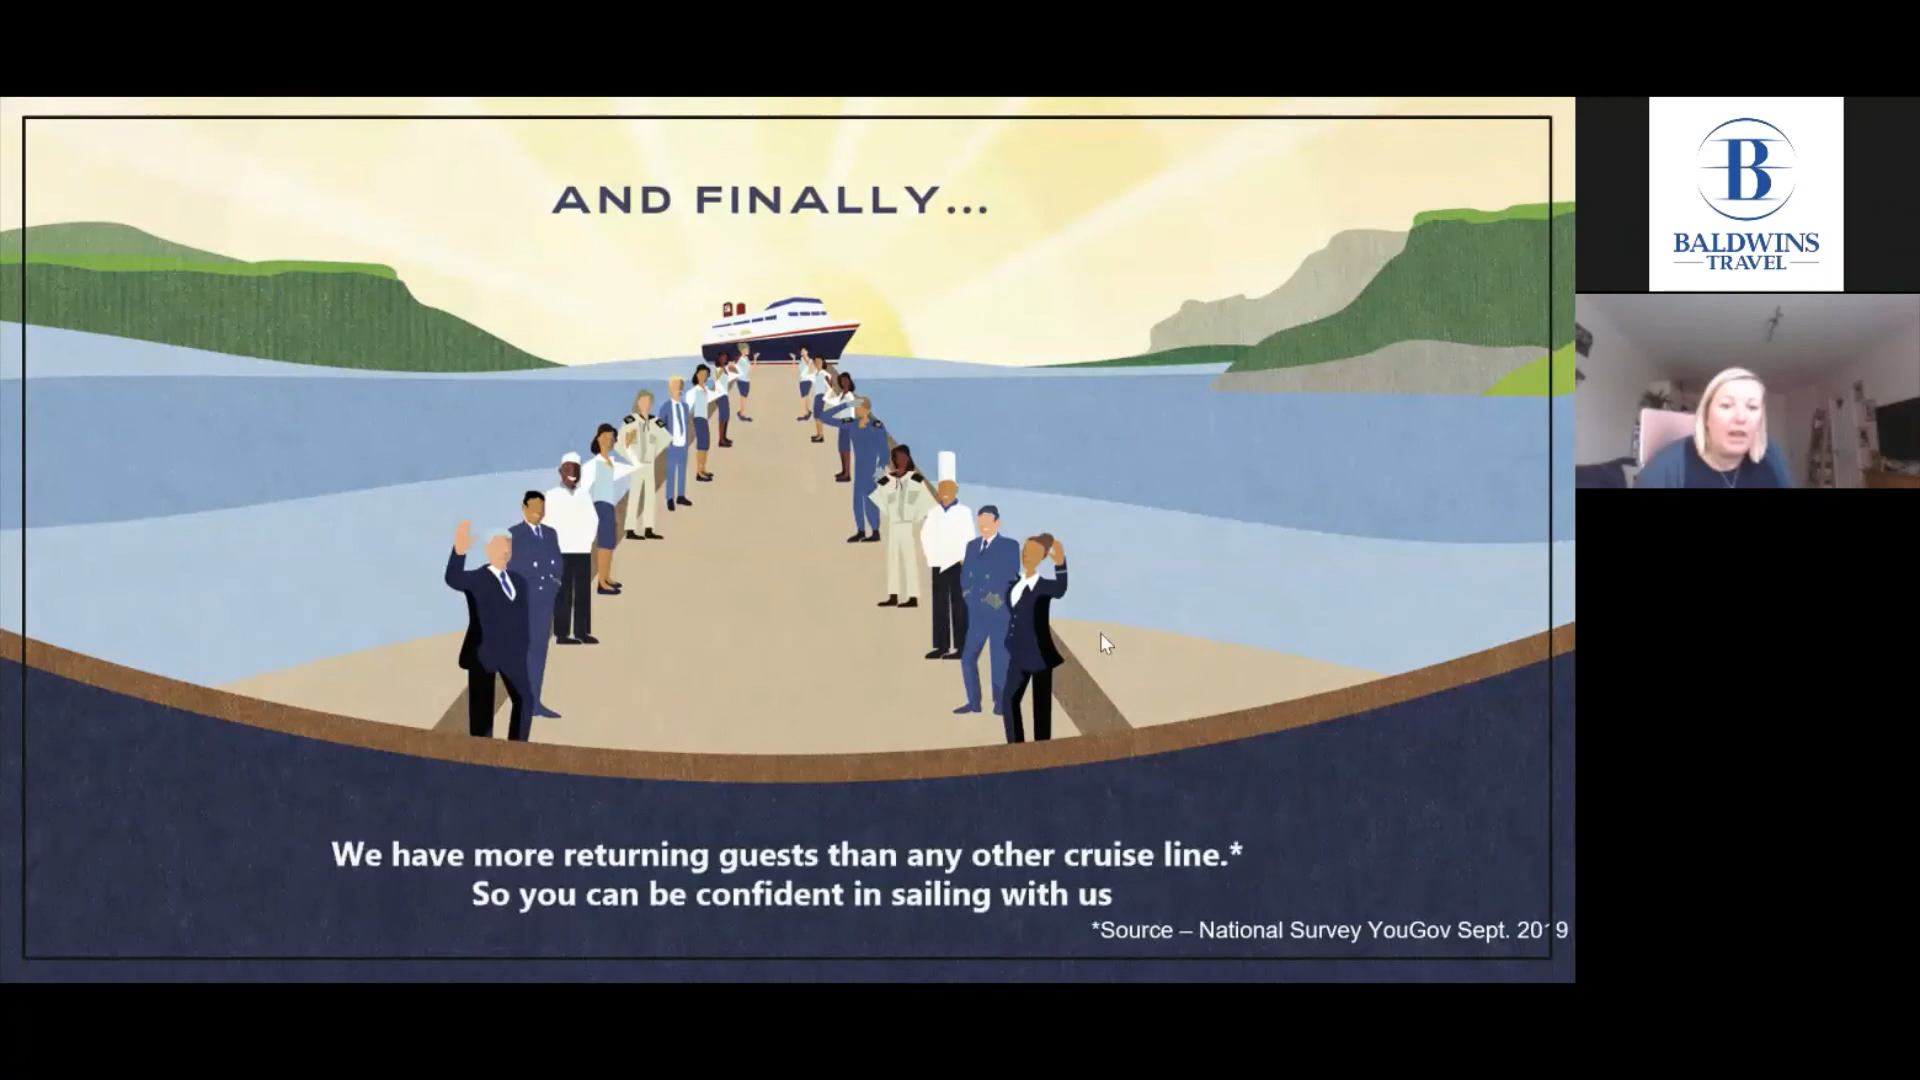 AND FINALLY...
We have more returning guests than any other cruise line.*
So you can be confident in sailing with us
*Source – National Survey YouGov Sept. 2019
B
BALDWINS
TRAVEL